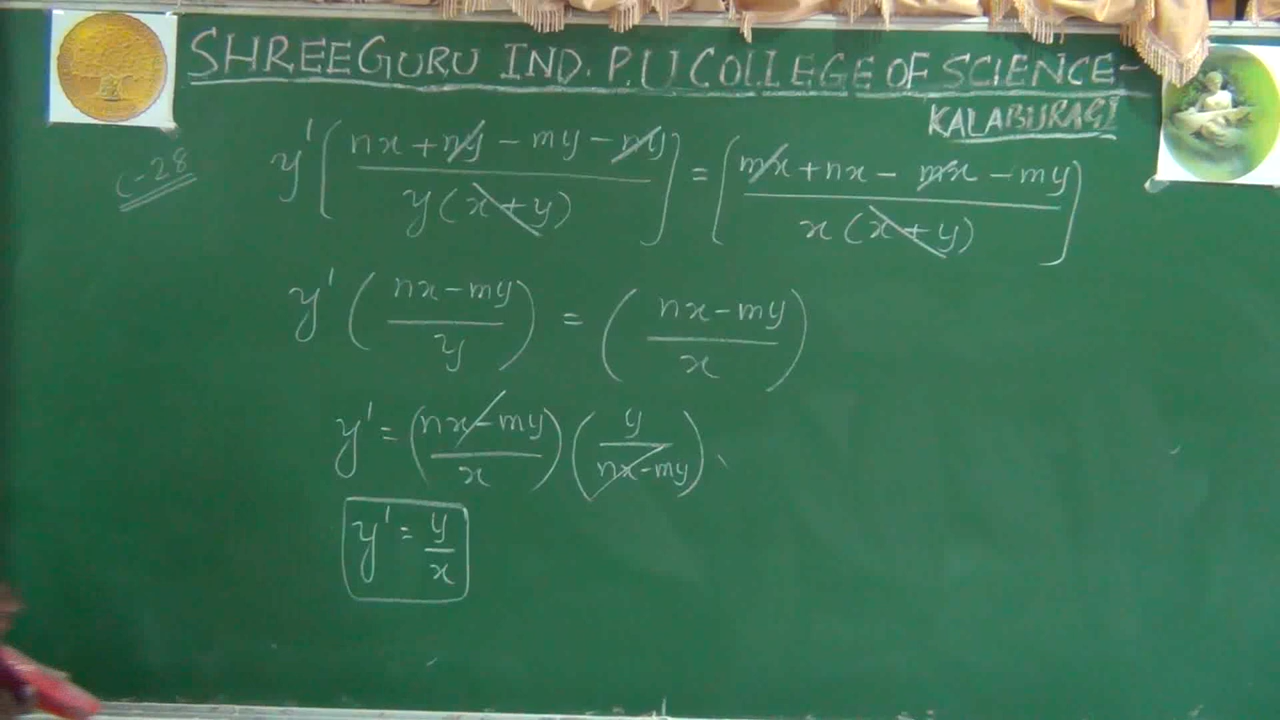 SHREEGURU IND. P.U COLLEGE OF SCIENCE-
KALABURAGI
C-28
y' [ (nx + ny - my - ny) / y(x + y) ] = [ (mx + nx - mx - my) / x(x + y) ]
y' ( (nx - my) / y ) = ( (nx - my) / x )
y' = ( (nx - my) / x ) ( y / (nx - my) )
y' = y / x